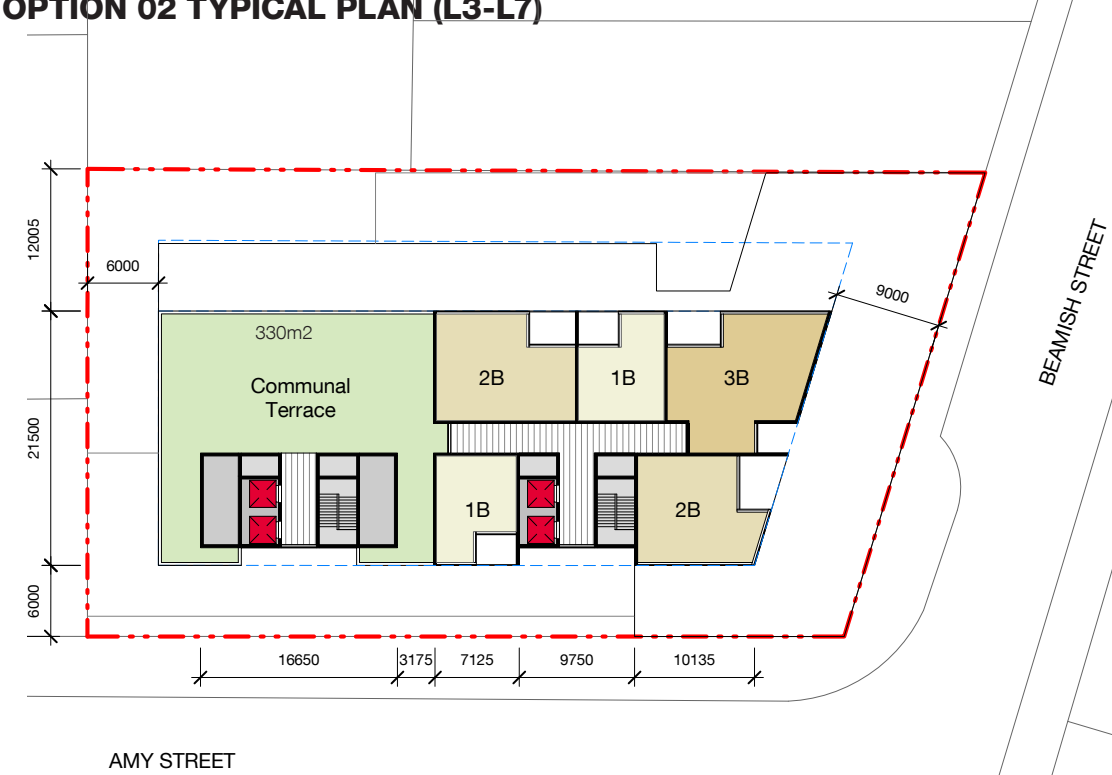 OPTION 02 TYPICAL PLAN (L3-L7)
12005
6000
9000
BEAMISH STREET
330m2
Communal
Terrace
2B
1B
3B
21500
1B
2B
6000
16650
3175
7125
9750
10135
AMY STREET